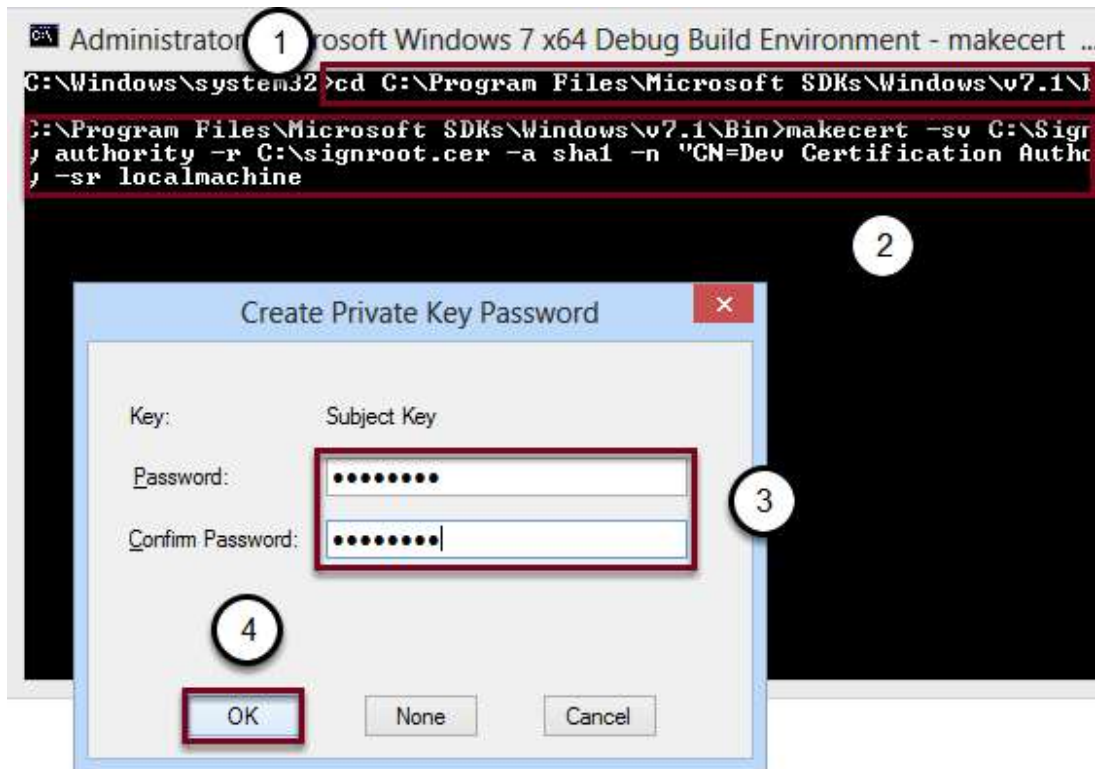 Administrator rosoft Windows 7 x64 Debug Build Environment - makecert ...
1
C:\Windows\system32>cd C:\Program Files\Microsoft SDKs\Windows\v7.1\
C:\Program Files\Microsoft SDKs\Windows\v7.1\Bin>makecert -sv C:\Sign
y authority -r C:\signroot.cer -a sha1 -n "CN=Dev Certification Autho
y -sr localmachine
2
Create Private Key Password
Key: Subject Key
Password: ●●●●●●●●
Confirm Password: ●●●●●●●●
3
4
OK None Cancel